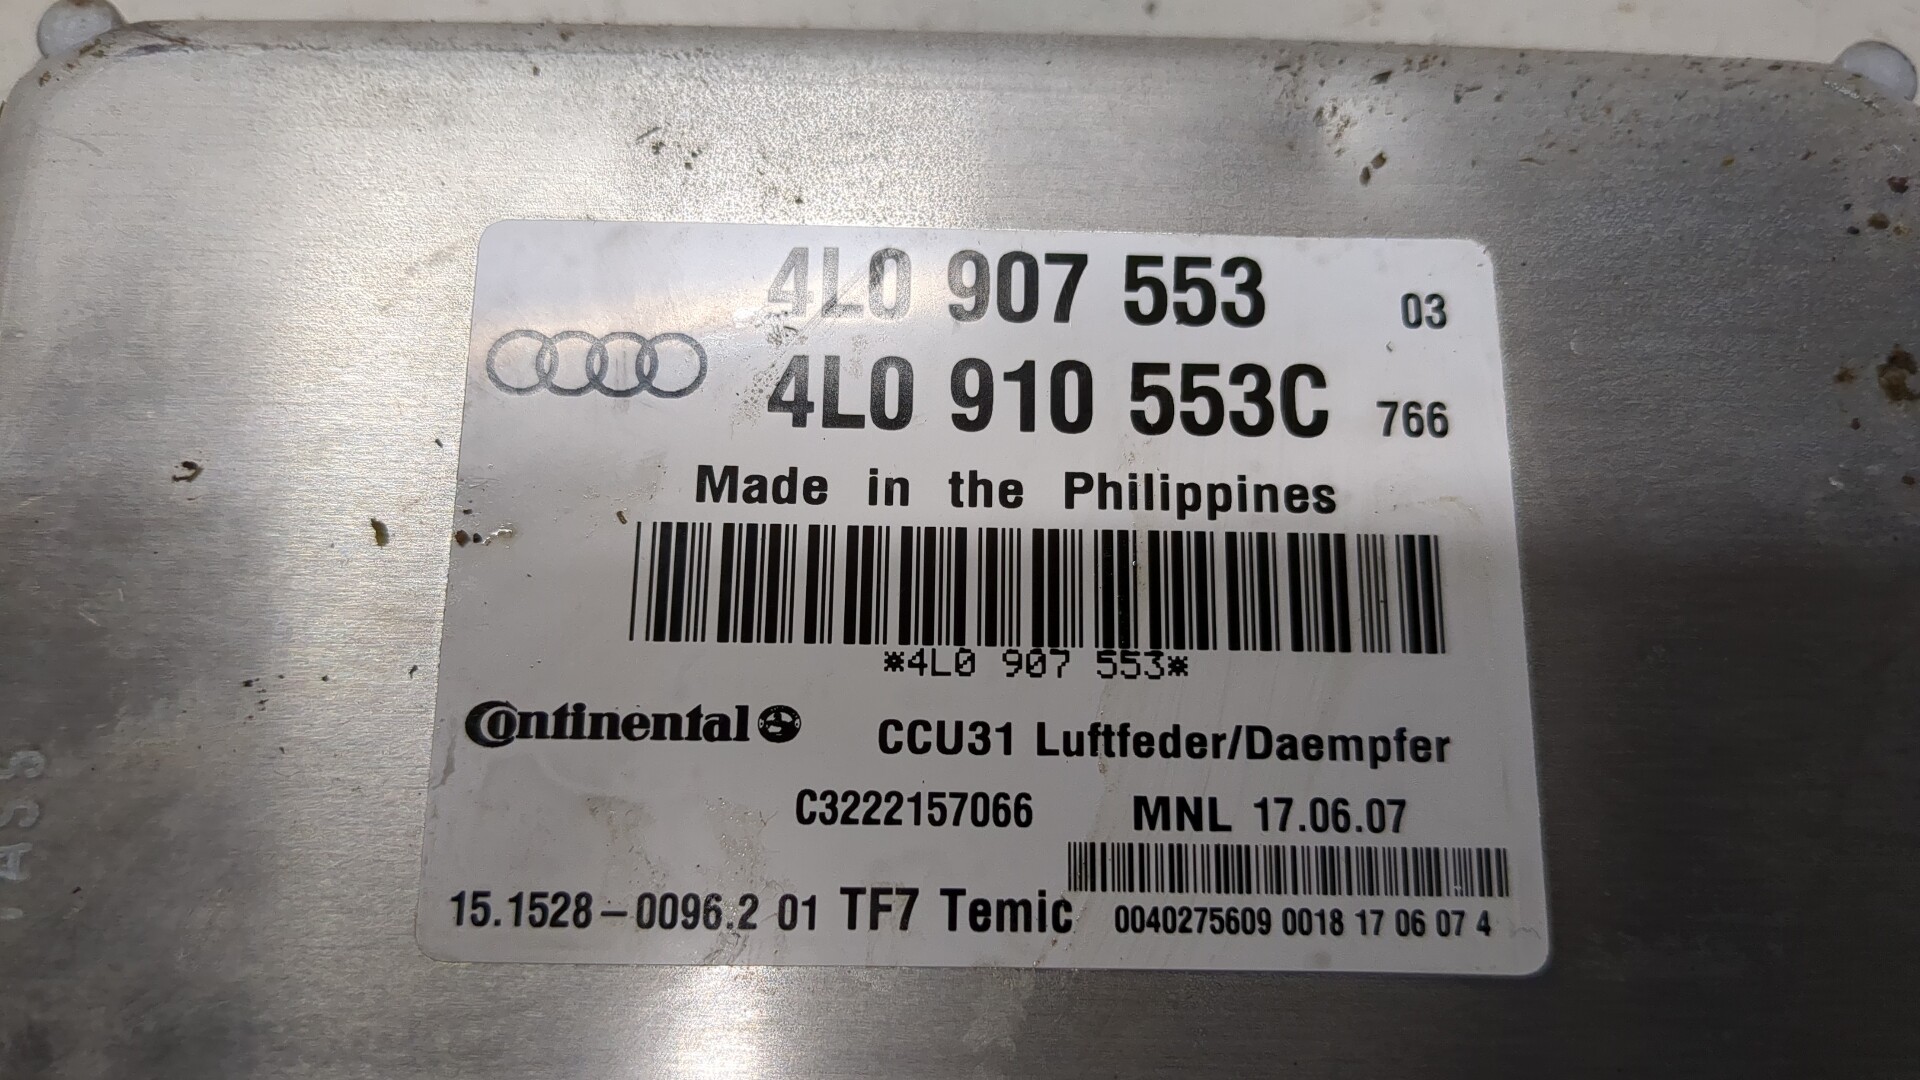 4L0 907 553 03
4L0 910 553C 766
Made in the Philippines
*4L0 907 553*
Continental CCU31 Luftfeder/Daempfer
C3222157066 MNL 17.06.07
15.1528-0096.2 01 TF7 Temic 0040275609 0018 17 06 07 4